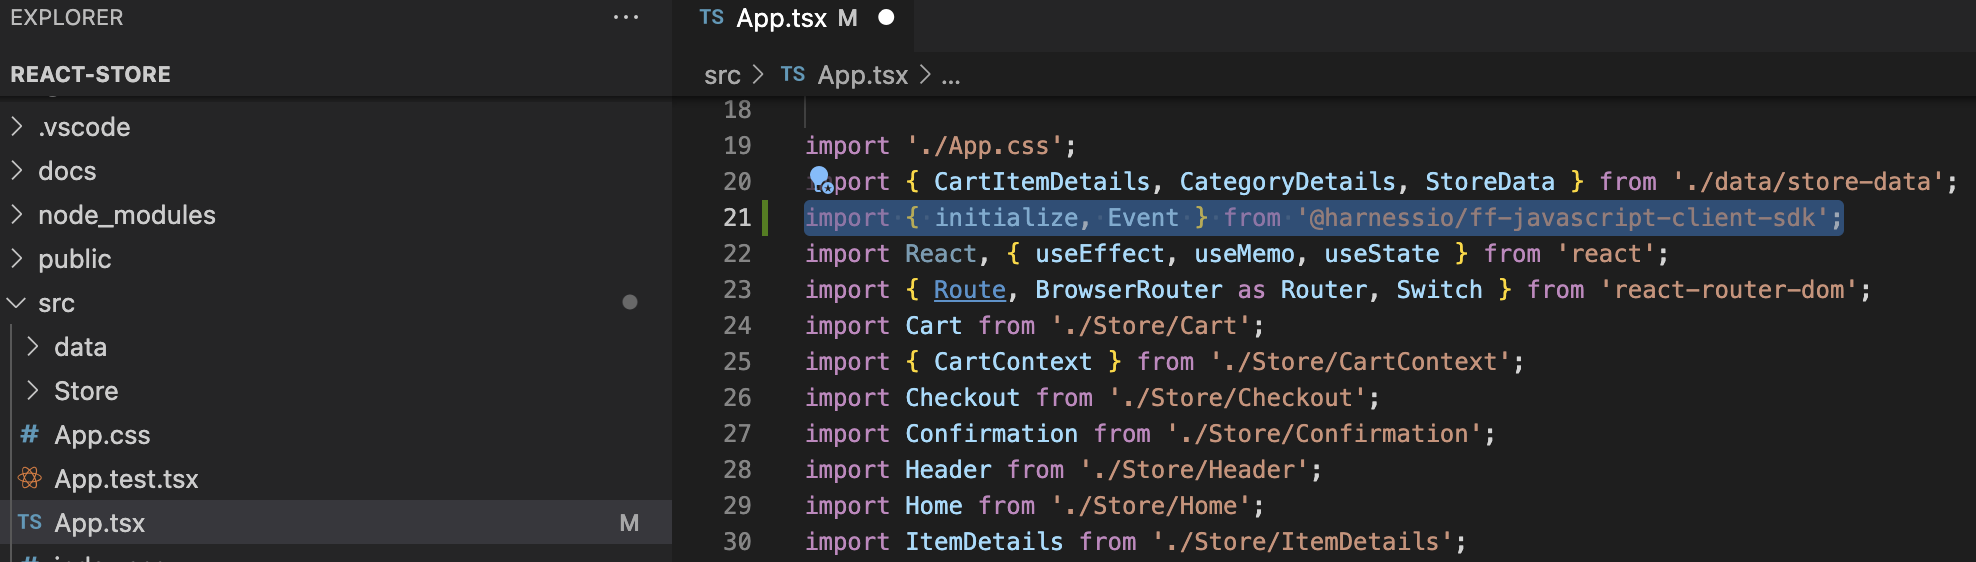 EXPLORER
REACT-STORE
.vscode
docs
node_modules
public
src
data
Store
# App.css
App.test.tsx
TS App.tsx M
TS App.tsx M
src > TS App.tsx > ...
18
19 import './App.css';
20 import { CartItemDetails, CategoryDetails, StoreData } from './data/store-data';
21 import { initialize, Event } from '@harnessio/ff-javascript-client-sdk';
22 import React, { useEffect, useMemo, useState } from 'react';
23 import { Route, BrowserRouter as Router, Switch } from 'react-router-dom';
24 import Cart from './Store/Cart';
25 import { CartContext } from './Store/CartContext';
26 import Checkout from './Store/Checkout';
27 import Confirmation from './Store/Confirmation';
28 import Header from './Store/Header';
29 import Home from './Store/Home';
30 import ItemDetails from './Store/ItemDetails';